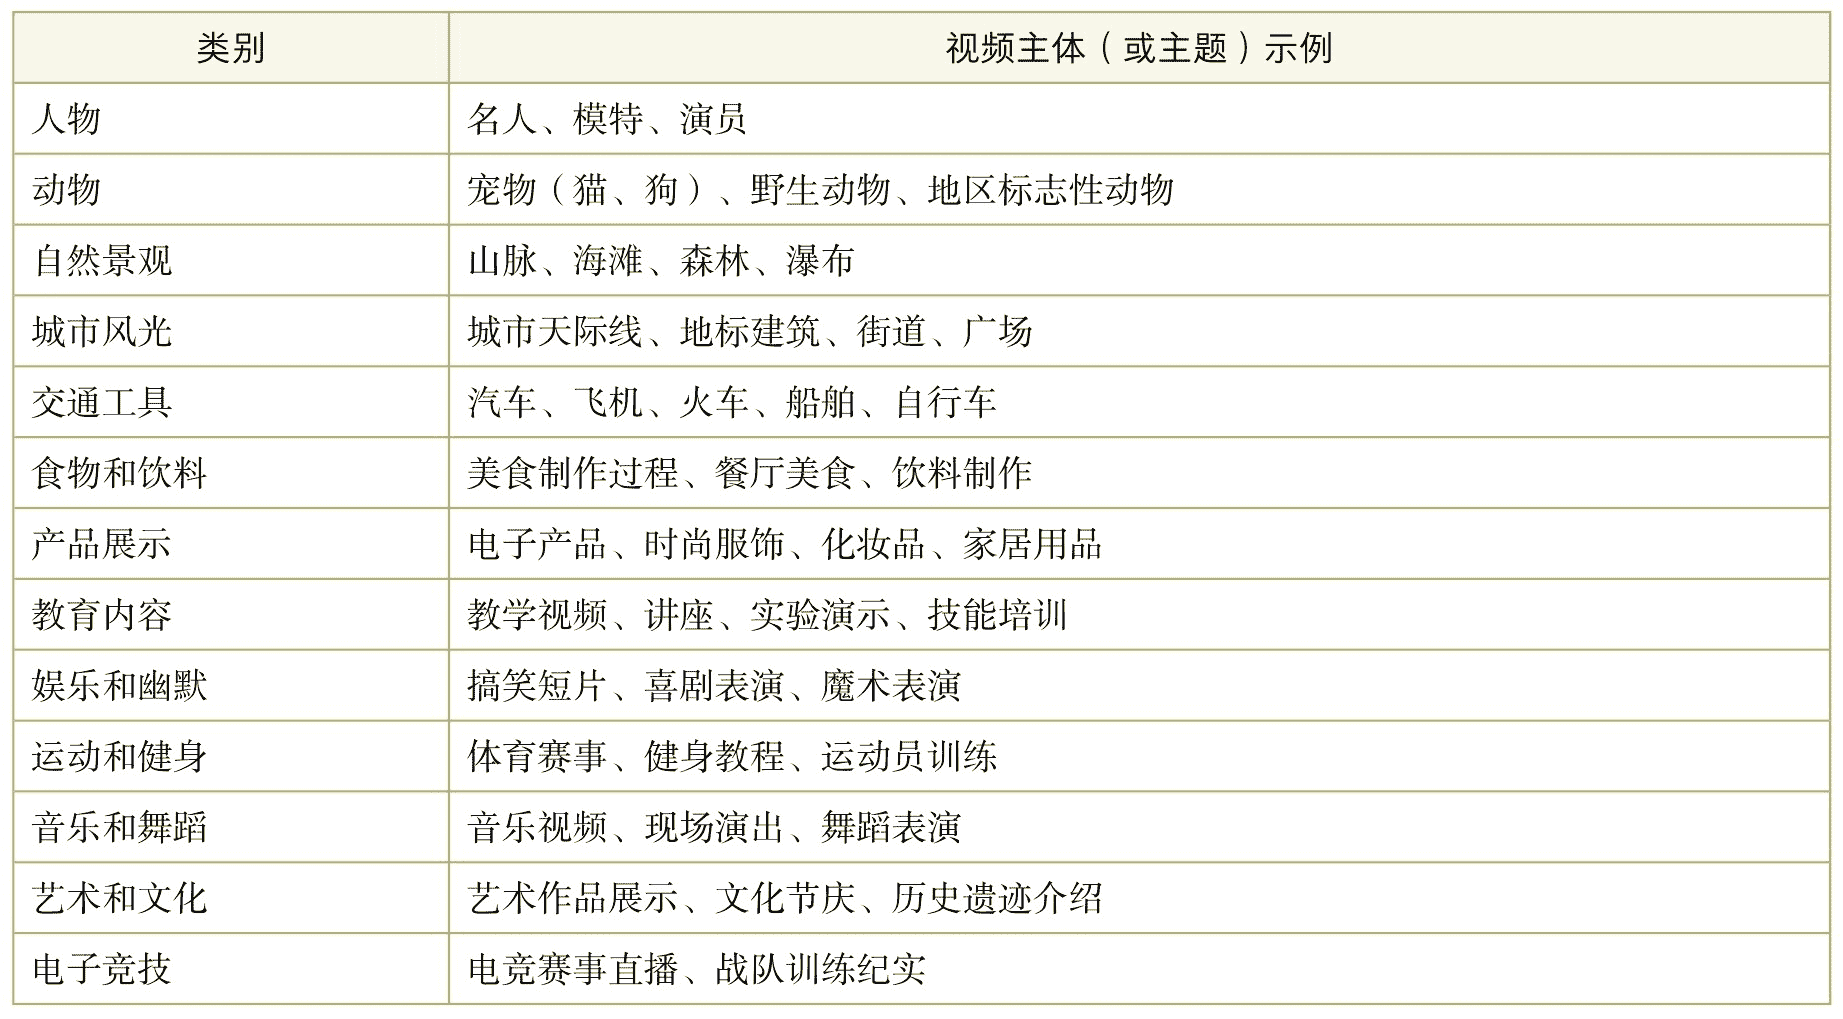 类别 视频主体（或主题）示例
人物 名人、模特、演员
动物 宠物（猫、狗）、野生动物、地区标志性动物
自然景观 山脉、海滩、森林、瀑布
城市风光 城市天际线、地标建筑、街道、广场
交通工具 汽车、飞机、火车、船舶、自行车
食物和饮料 美食制作过程、餐厅美食、饮料制作
产品展示 电子产品、时尚服饰、化妆品、家居用品
教育内容 教学视频、讲座、实验演示、技能培训
娱乐和幽默 搞笑短片、喜剧表演、魔术表演
运动和健身 体育赛事、健身教程、运动员训练
音乐和舞蹈 音乐视频、现场演出、舞蹈表演
艺术和文化 艺术作品展示、文化节庆、历史遗迹介绍
电子竞技 电竞赛事直播、战队训练纪实